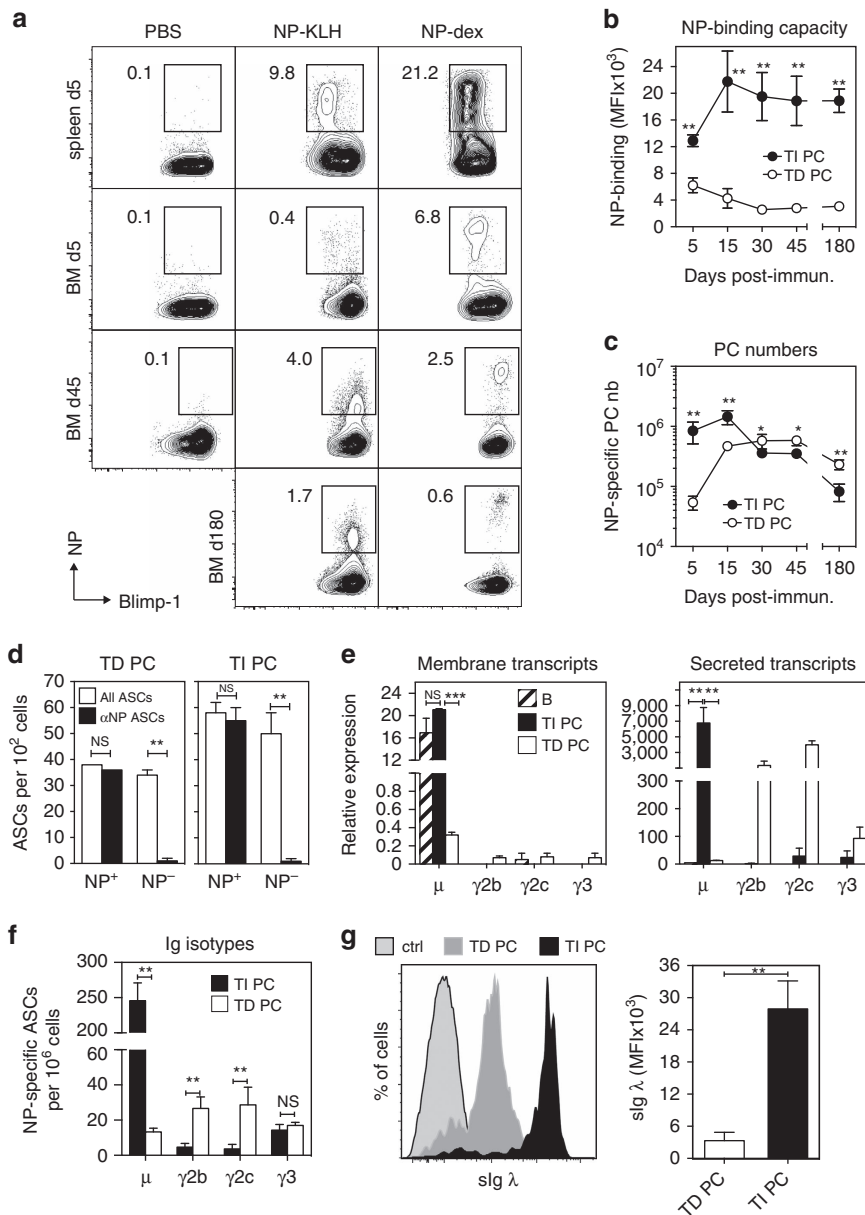 a
PBS NP-KLH NP-dex
spleen d5
0.1 9.8 21.2
BM d5
0.1 0.4 6.8
BM d45
0.1 4.0 2.5
BM d180
1.7 0.6
NP
Blimp-1
b
NP-binding capacity
NP-binding (MFIx10³)
24
20
16
12
8
4
0
** ** ** ** **
TI PC
TD PC
5 15 30 45 180
Days post-immun.
c
PC numbers
NP-specific PC nb
10⁷
10⁶
10⁵
10⁴
** ** * * **
TI PC
TD PC
5 15 30 45 180
Days post-immun.
d
TD PC TI PC
ASCs per 10² cells
70
60
50
40
30
20
10
0
All ASCs
αNP ASCs
NS ** NS **
NP⁺ NP⁻ NP⁺ NP⁻
e
Membrane transcripts
Relative expression
24
20
16
12
0.8
0.6
0.4
0.2
0
NS ***
B
TI PC
TD PC
μ γ2b γ2c γ3
Secreted transcripts
9,000
7,000
5,000
3,000
300
200
100
0
** **
μ γ2b γ2c γ3
f
Ig isotypes
NP-specific ASCs
per 10⁶ cells
300
250
200
60
40
20
0
** ** ** NS
TI PC
TD PC
μ γ2b γ2c γ3
g
ctrl TD PC TI PC
% of cells
sIg λ
sIg λ (MFIx10³)
36
30
24
18
12
6
0
**
TD PC TI PC